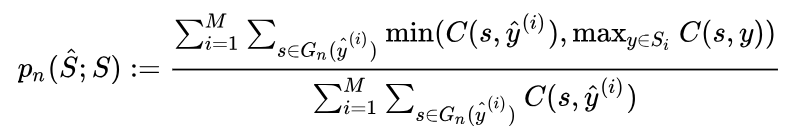 p_n(Ŝ; S) := \frac{\sum_{i=1}^{M} \sum_{s \in G_n(\hat{y}^{(i)})} \min(C(s, \hat{y}^{(i)}), \max_{y \in S_i} C(s, y))}{\sum_{i=1}^{M} \sum_{s \in G_n(\hat{y}^{(i)})} C(s, \hat{y}^{(i)})}